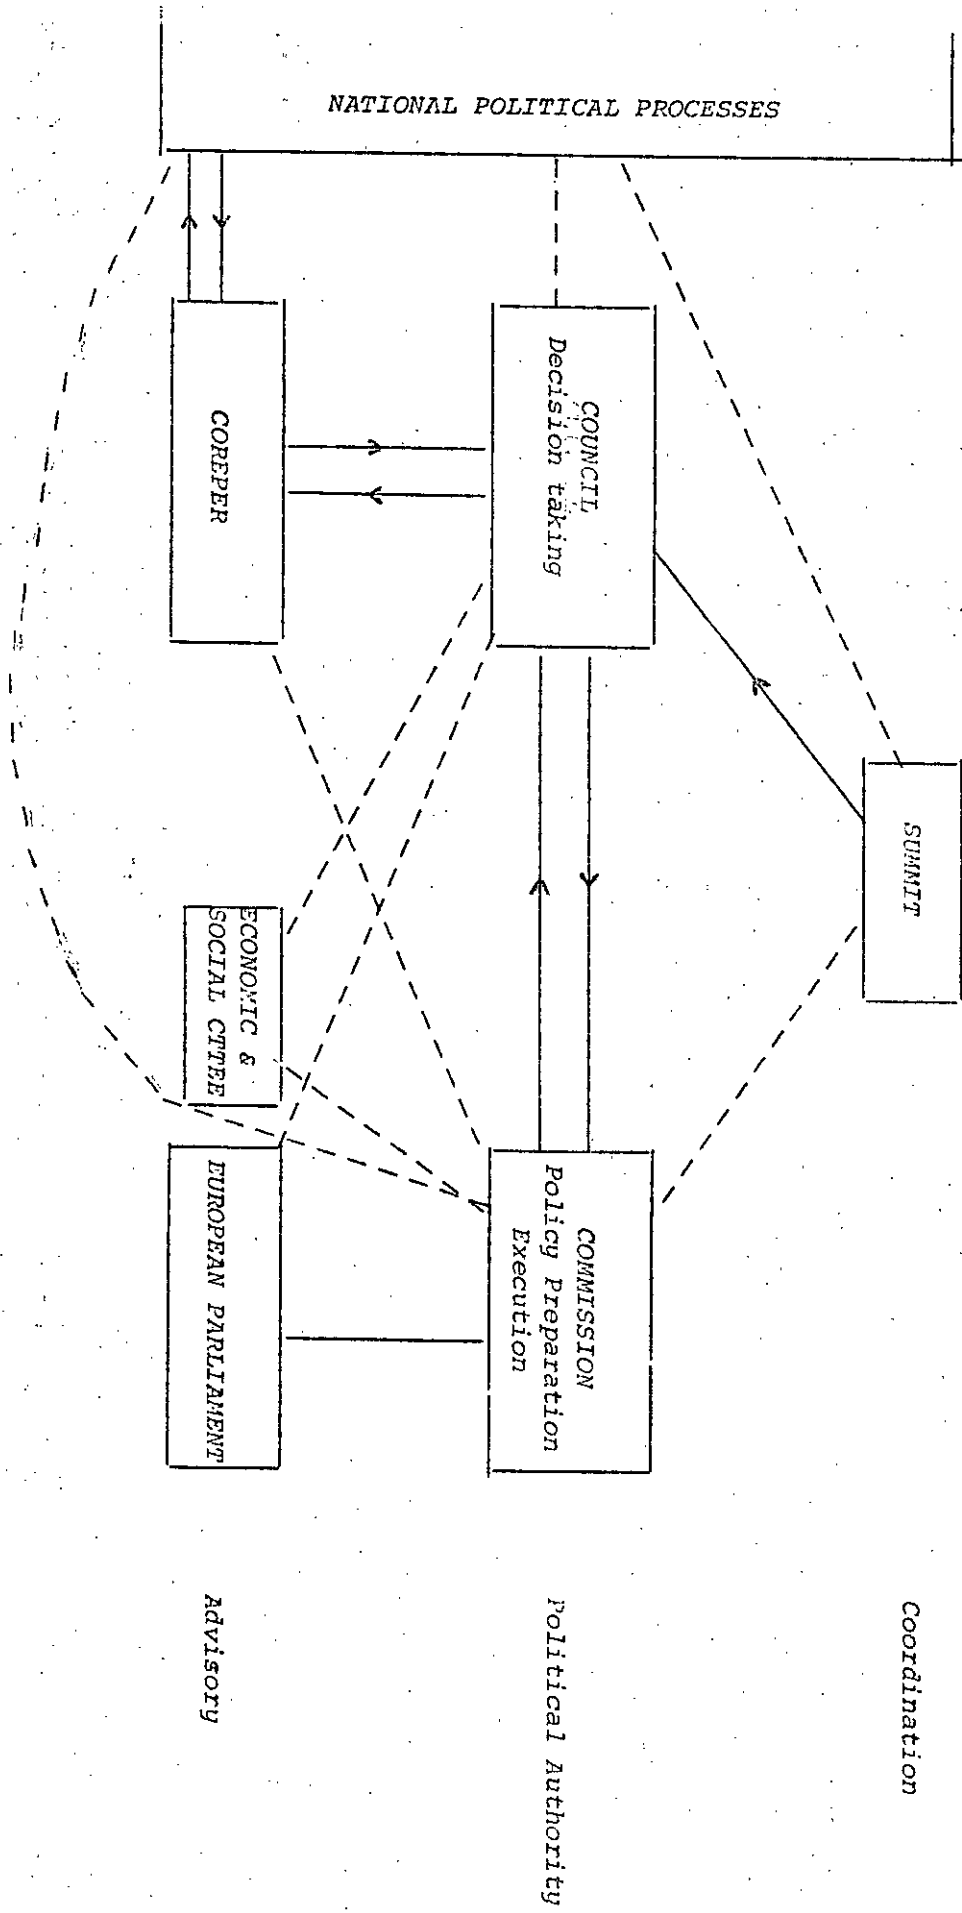 NATIONAL POLITICAL PROCESSES
SUMMIT
Coordination
COUNCIL
Decision taking
COMMISSION
Policy Preparation
Execution
Political Authority
COREPER
ECONOMIC &
SOCIAL CTTEE
EUROPEAN PARLIAMENT
Advisory